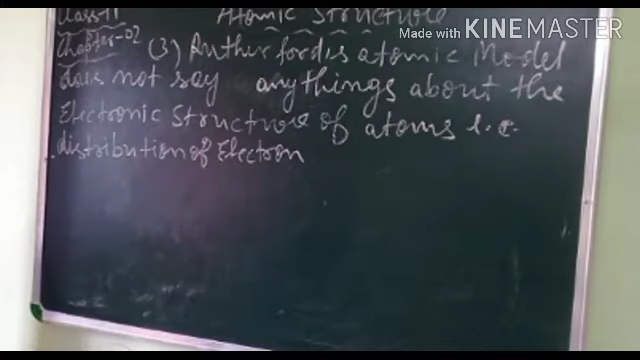 Class-11 Atomic Structure
Made with KINEMASTER
Chapter-02 (3) Rutherfordis atomic Model
does not say anythings about the
Electronic Structure of atoms i.e.
distribution of Electron